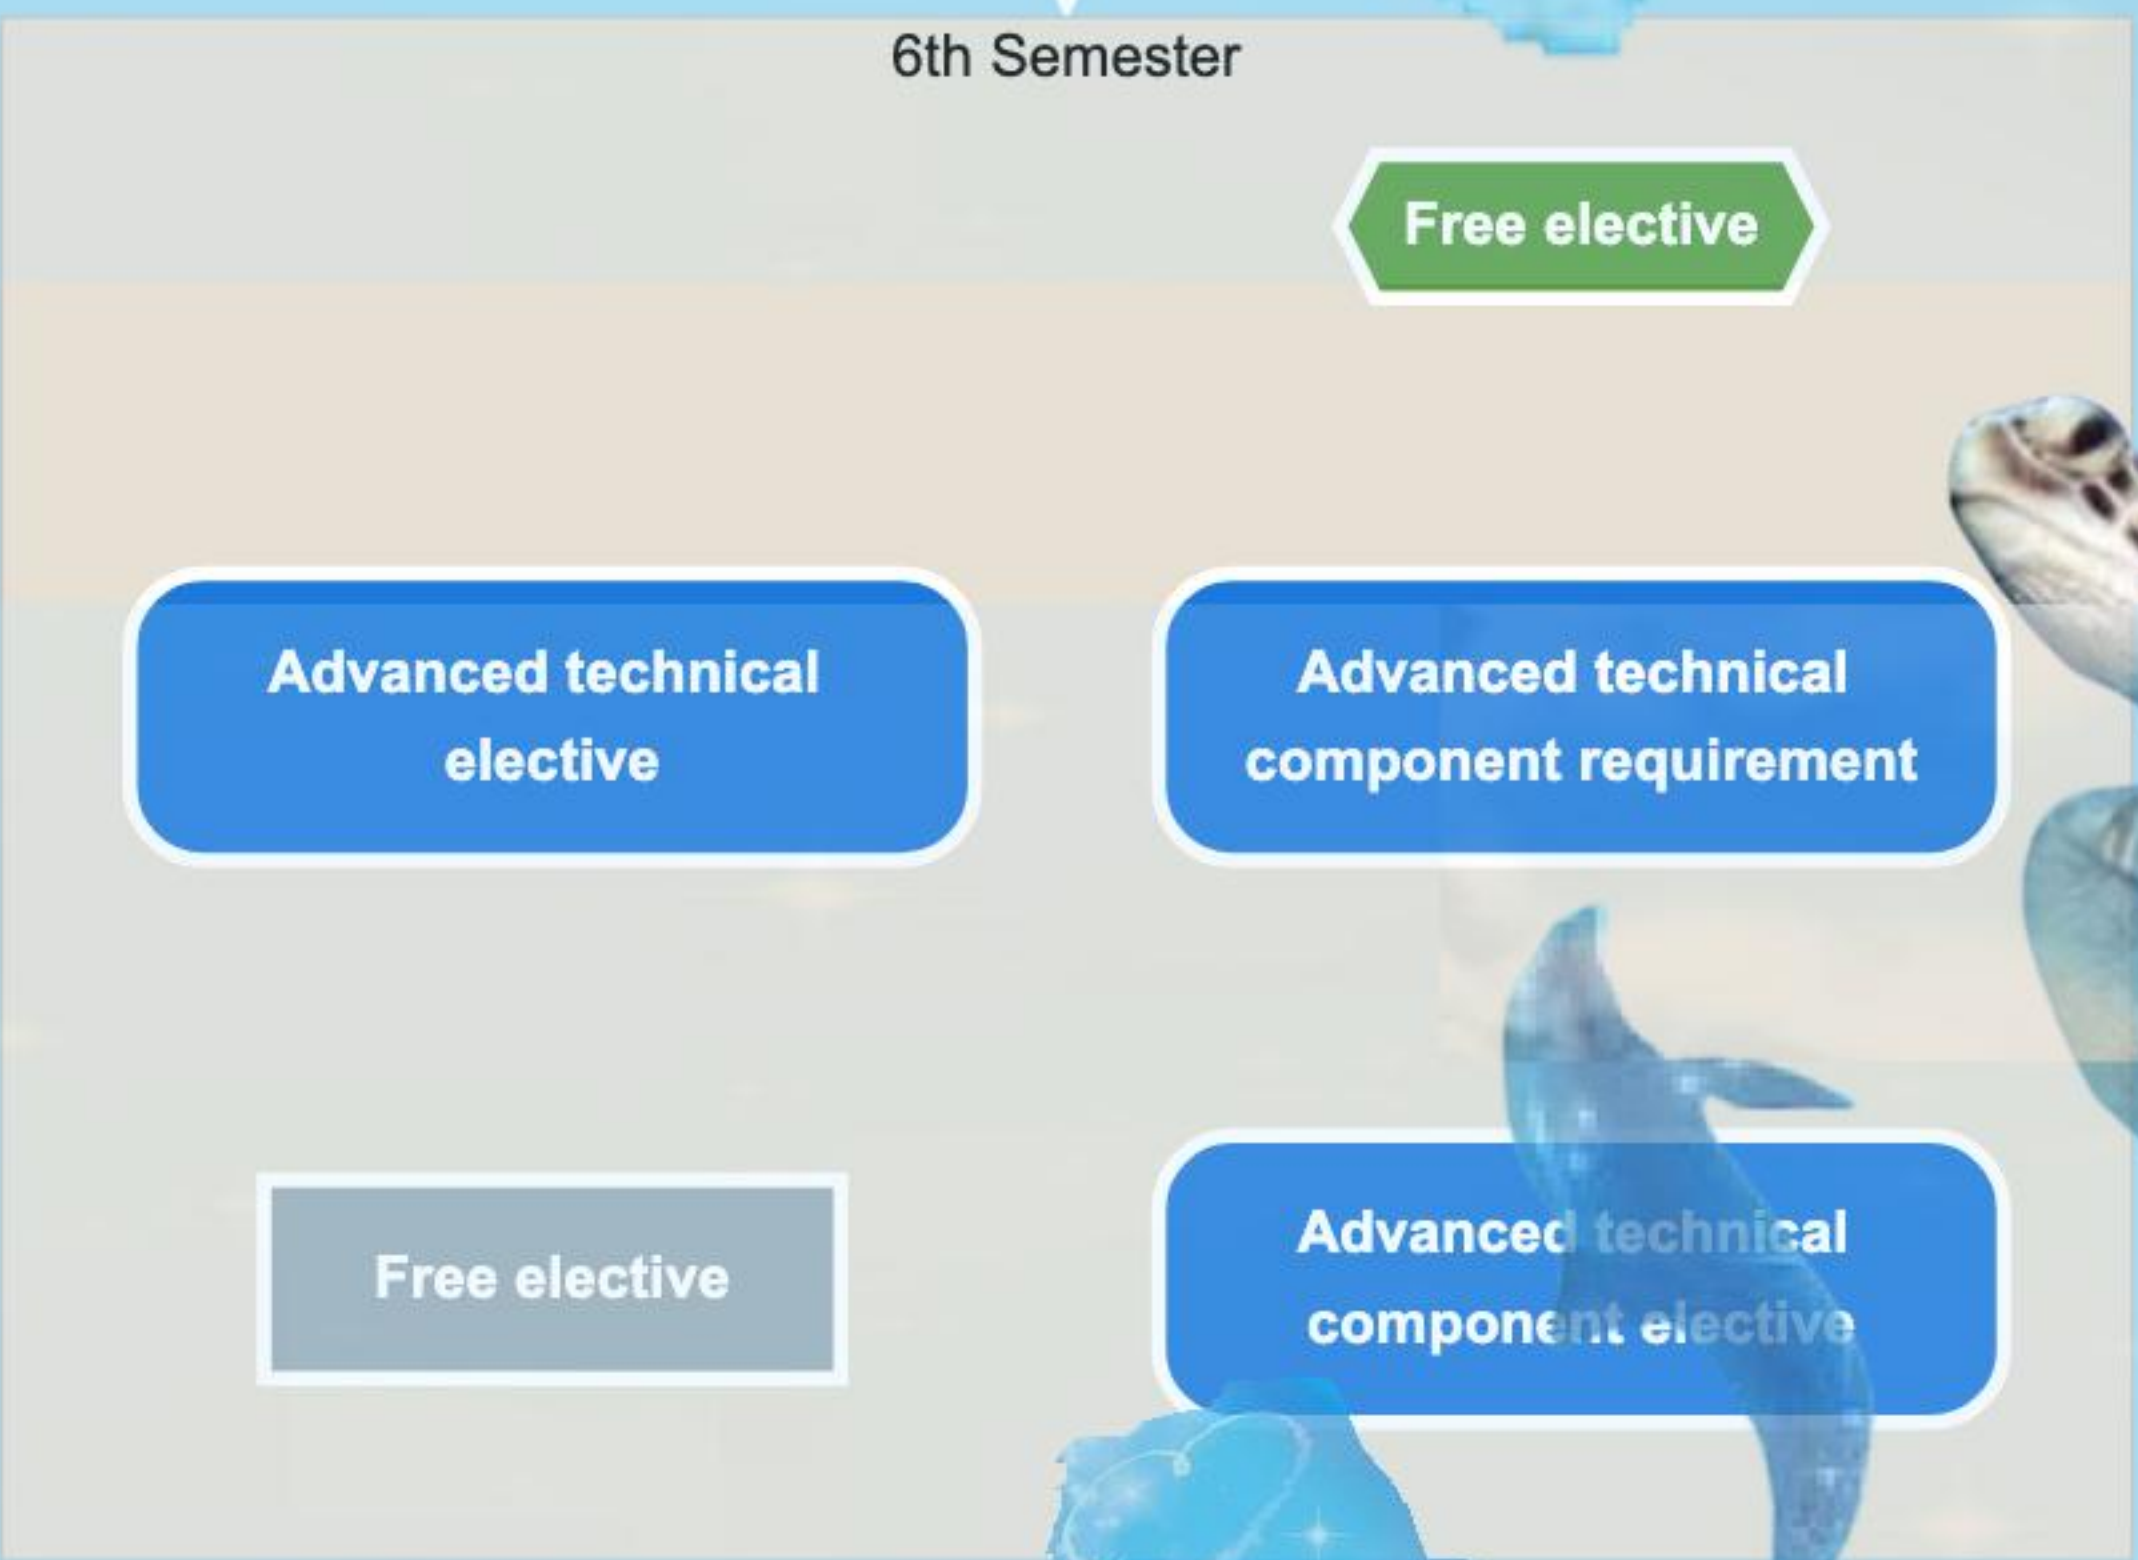 6th Semester
Free elective
Advanced technical
elective
Advanced technical
component requirement
Free elective
Advanced technical
component elective